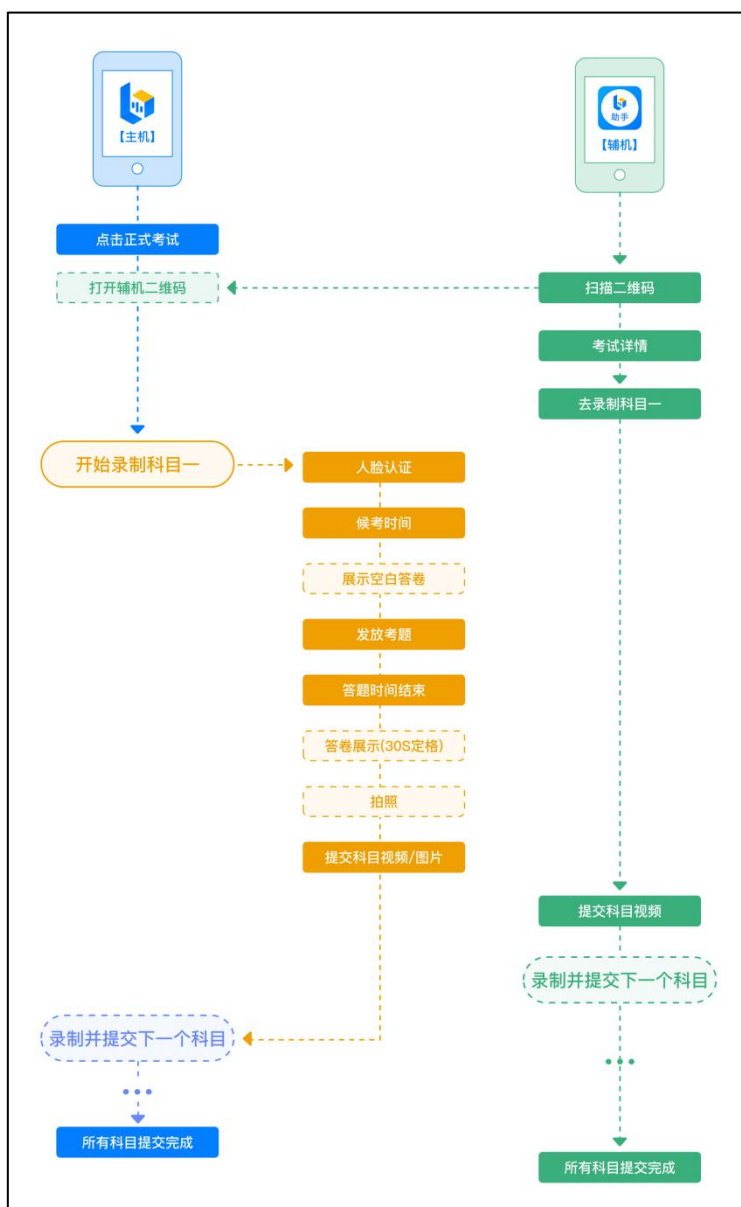 【主机】
助手
【辅机】
点击正式考试
打开辅机二维码
扫描二维码
考试详情
去录制科目一
开始录制科目一
人脸认证
候考时间
展示空白答卷
发放考题
答题时间结束
答卷展示(30S定格)
拍照
提交科目视频/图片
提交科目视频
录制并提交下一个科目
录制并提交下一个科目
所有科目提交完成
所有科目提交完成